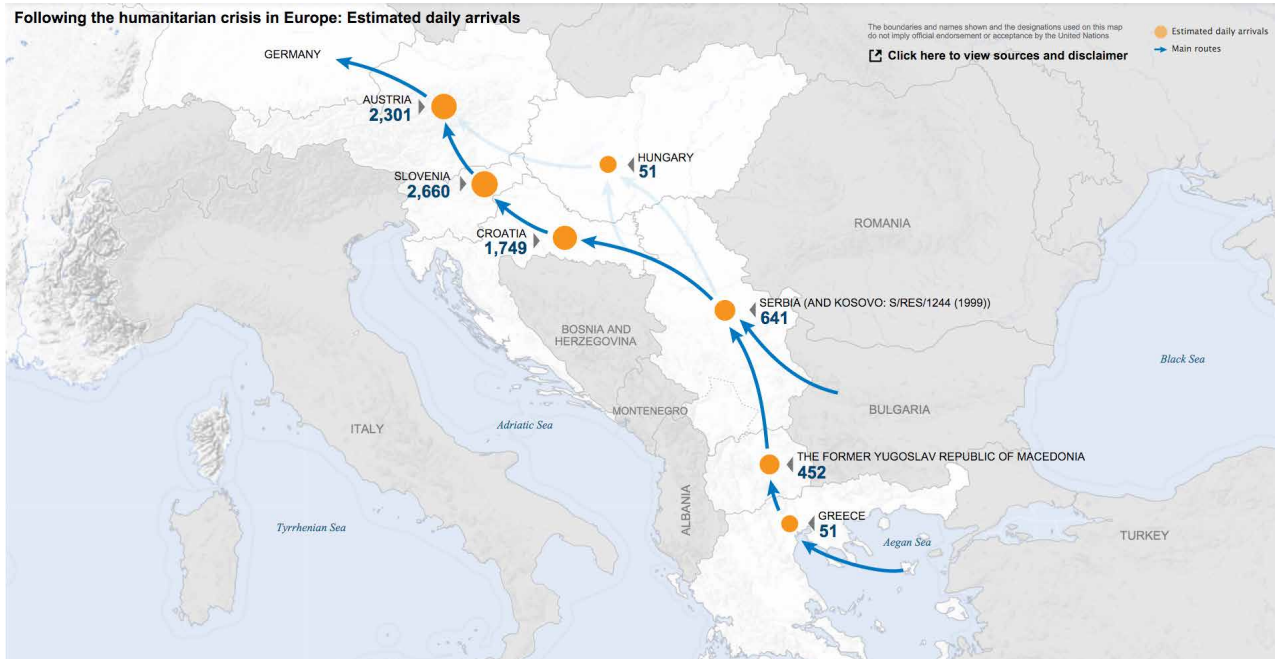 Following the humanitarian crisis in Europe: Estimated daily arrivals
The boundaries and names shown and the designations used on this map
do not imply official endorsement or acceptance by the United Nations
Click here to view sources and disclaimer
Estimated daily arrivals
Main routes
GERMANY
AUSTRIA
2,301
HUNGARY
51
SLOVENIA
2,660
CROATIA
1,749
ROMANIA
SERBIA (AND KOSOVO: S/RES/1244 (1999))
641
BOSNIA AND
HERZEGOVINA
Black Sea
MONTENEGRO
BULGARIA
ITALY
Adriatic Sea
THE FORMER YUGOSLAV REPUBLIC OF MACEDONIA
452
ALBANIA
GREECE
51
Tyrrhenian Sea
Aegan Sea
TURKEY